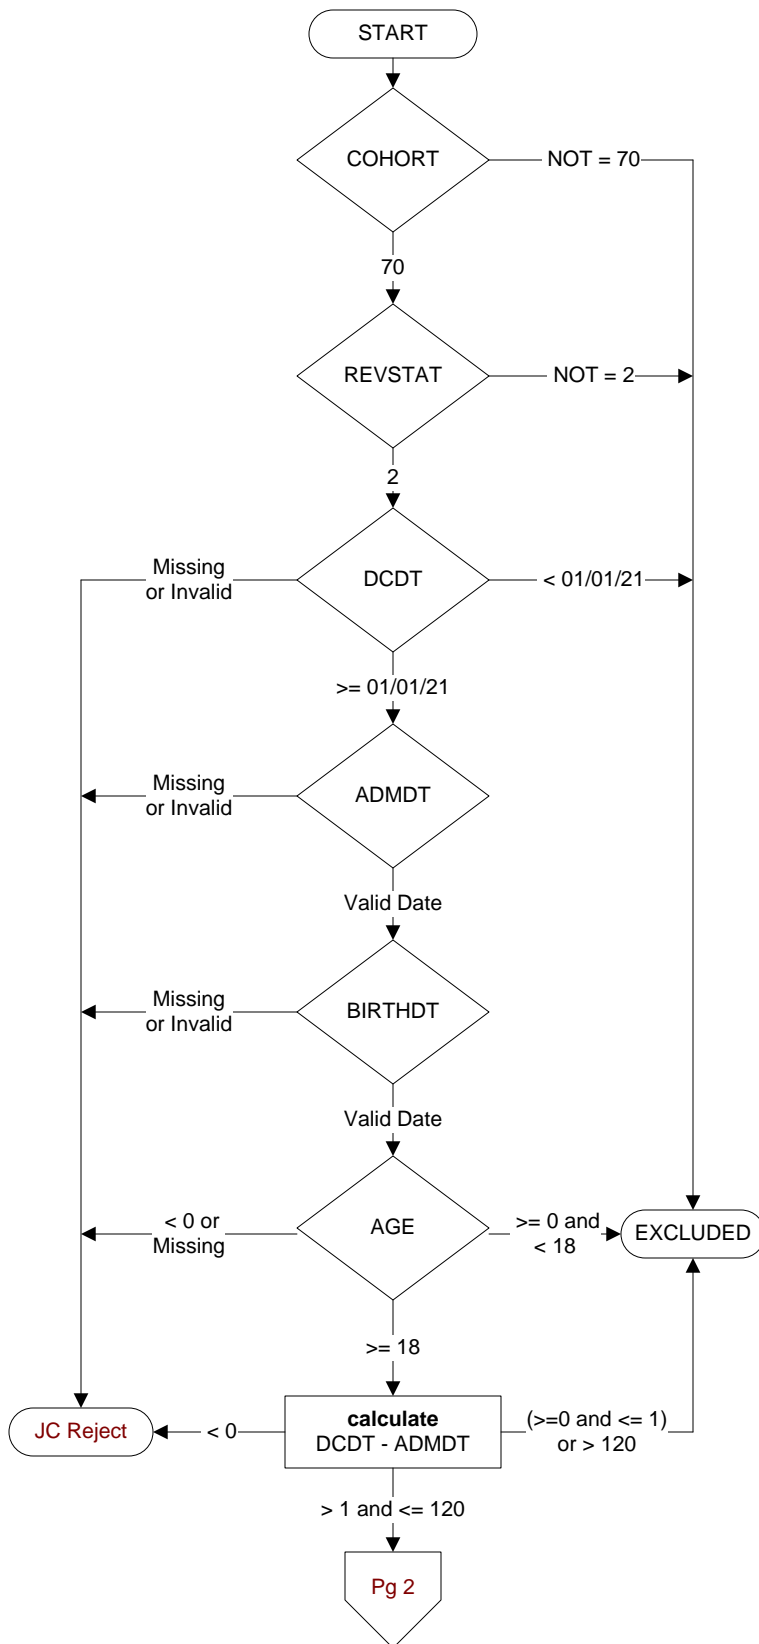 START
COHORT
NOT = 70
70
REVSTAT
NOT = 2
2
Missing
or Invalid
DCDT
< 01/01/21
>= 01/01/21
Missing
or Invalid
ADMDT
Valid Date
Missing
or Invalid
BIRTHDT
Valid Date
< 0 or
Missing
AGE
>= 0 and
< 18
EXCLUDED
>= 18
JC Reject
< 0
calculate
DCDT - ADMDT
(>=0 and <= 1)
or > 120
> 1 and <= 120
Pg 2